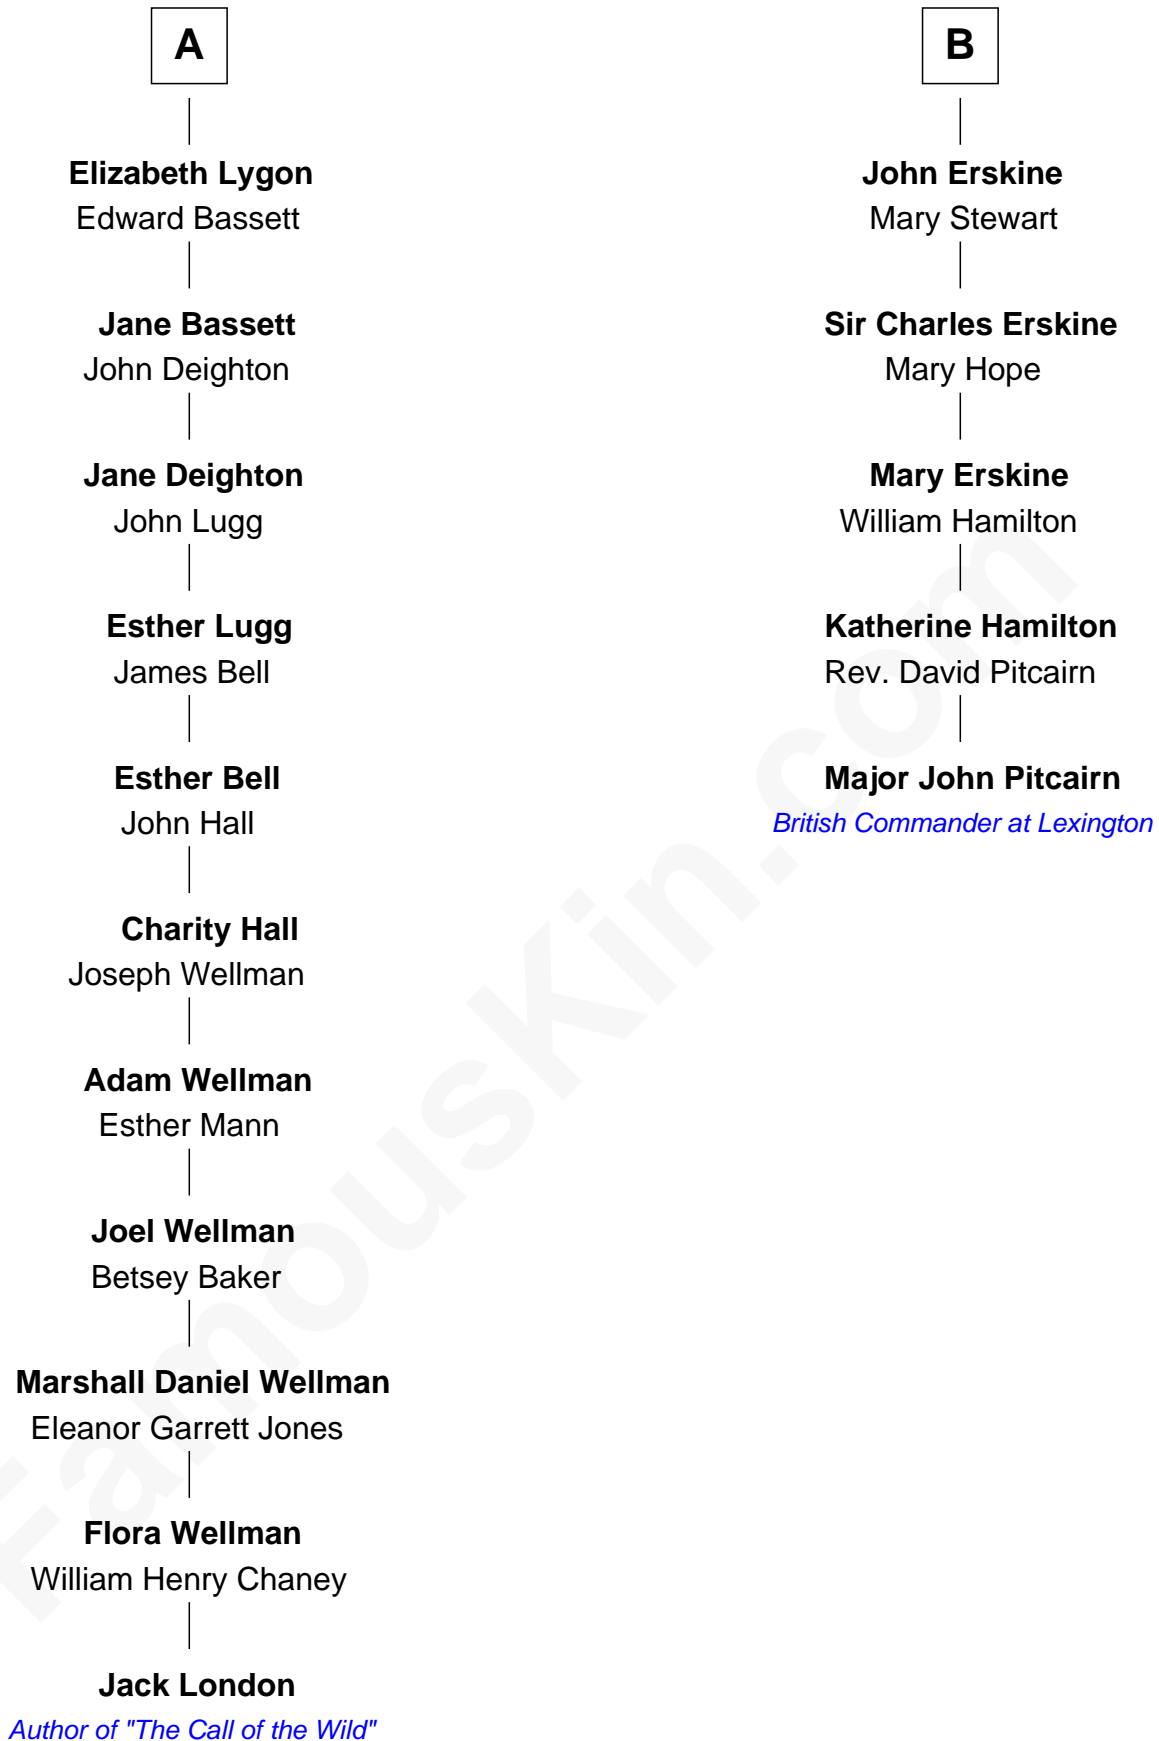 A
Elizabeth Lygon
Edward Bassett
Jane Bassett
John Deighton
Jane Deighton
John Lugg
Esther Lugg
James Bell
Esther Bell
John Hall
Charity Hall
Joseph Wellman
Adam Wellman
Esther Mann
Joel Wellman
Betsey Baker
Marshall Daniel Wellman
Eleanor Garrett Jones
Flora Wellman
William Henry Chaney
Jack London
Author of "The Call of the Wild"
B
John Erskine
Mary Stewart
Sir Charles Erskine
Mary Hope
Mary Erskine
William Hamilton
Katherine Hamilton
Rev. David Pitcairn
Major John Pitcairn
British Commander at Lexington
FamousKin.com